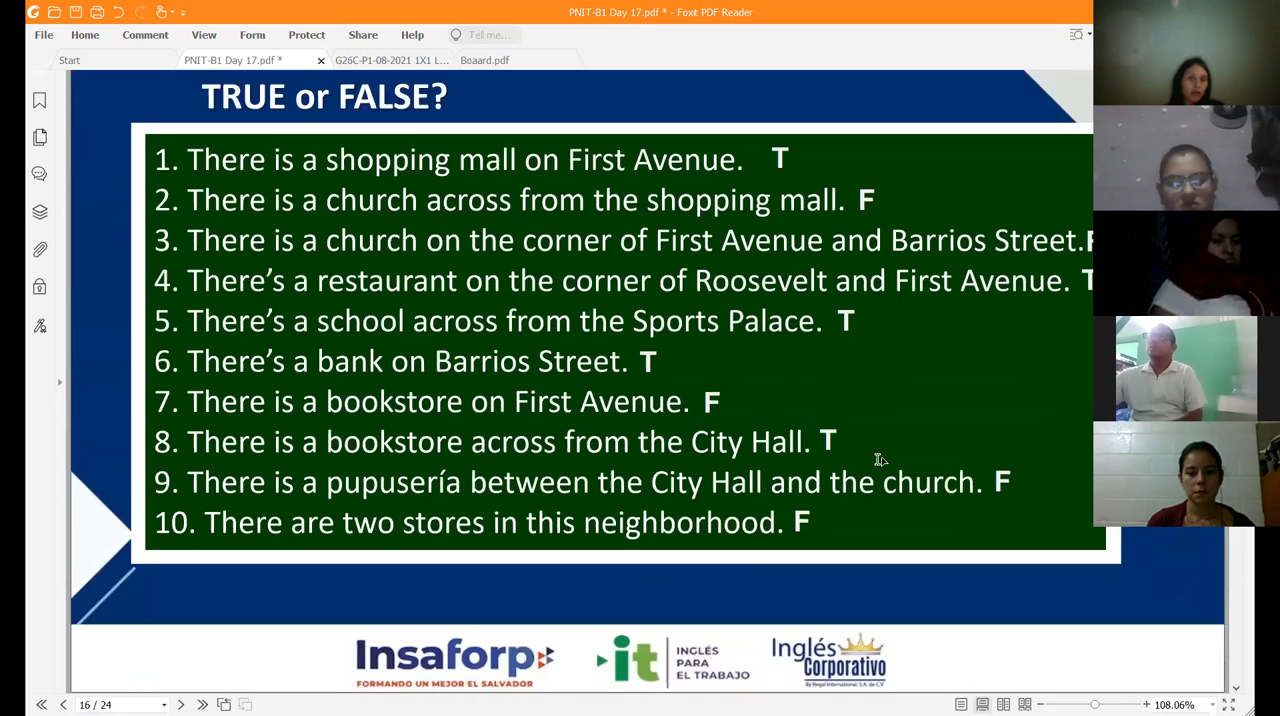 PNIT-B1 Day 17.pdf * - Foxit PDF Reader
File Home Comment View Form Protect Share Help Tell me...
Start PNIT-B1 Day 17.pdf * G26C-P1-08-2021 1X1 L... Boaard.pdf
TRUE or FALSE?
1. There is a shopping mall on First Avenue. T
2. There is a church across from the shopping mall. F
3. There is a church on the corner of First Avenue and Barrios Street. F
4. There's a restaurant on the corner of Roosevelt and First Avenue. T
5. There's a school across from the Sports Palace. T
6. There's a bank on Barrios Street. T
7. There is a bookstore on First Avenue. F
8. There is a bookstore across from the City Hall. T
9. There is a pupusería between the City Hall and the church. F
10. There are two stores in this neighborhood. F
Insaforp
FORMANDO UN MEJOR EL SALVADOR
it
INGLÉS
PARA
EL TRABAJO
Inglés
Corporativo
By Regal International, S.A. de C.V
16 / 24
108.06%